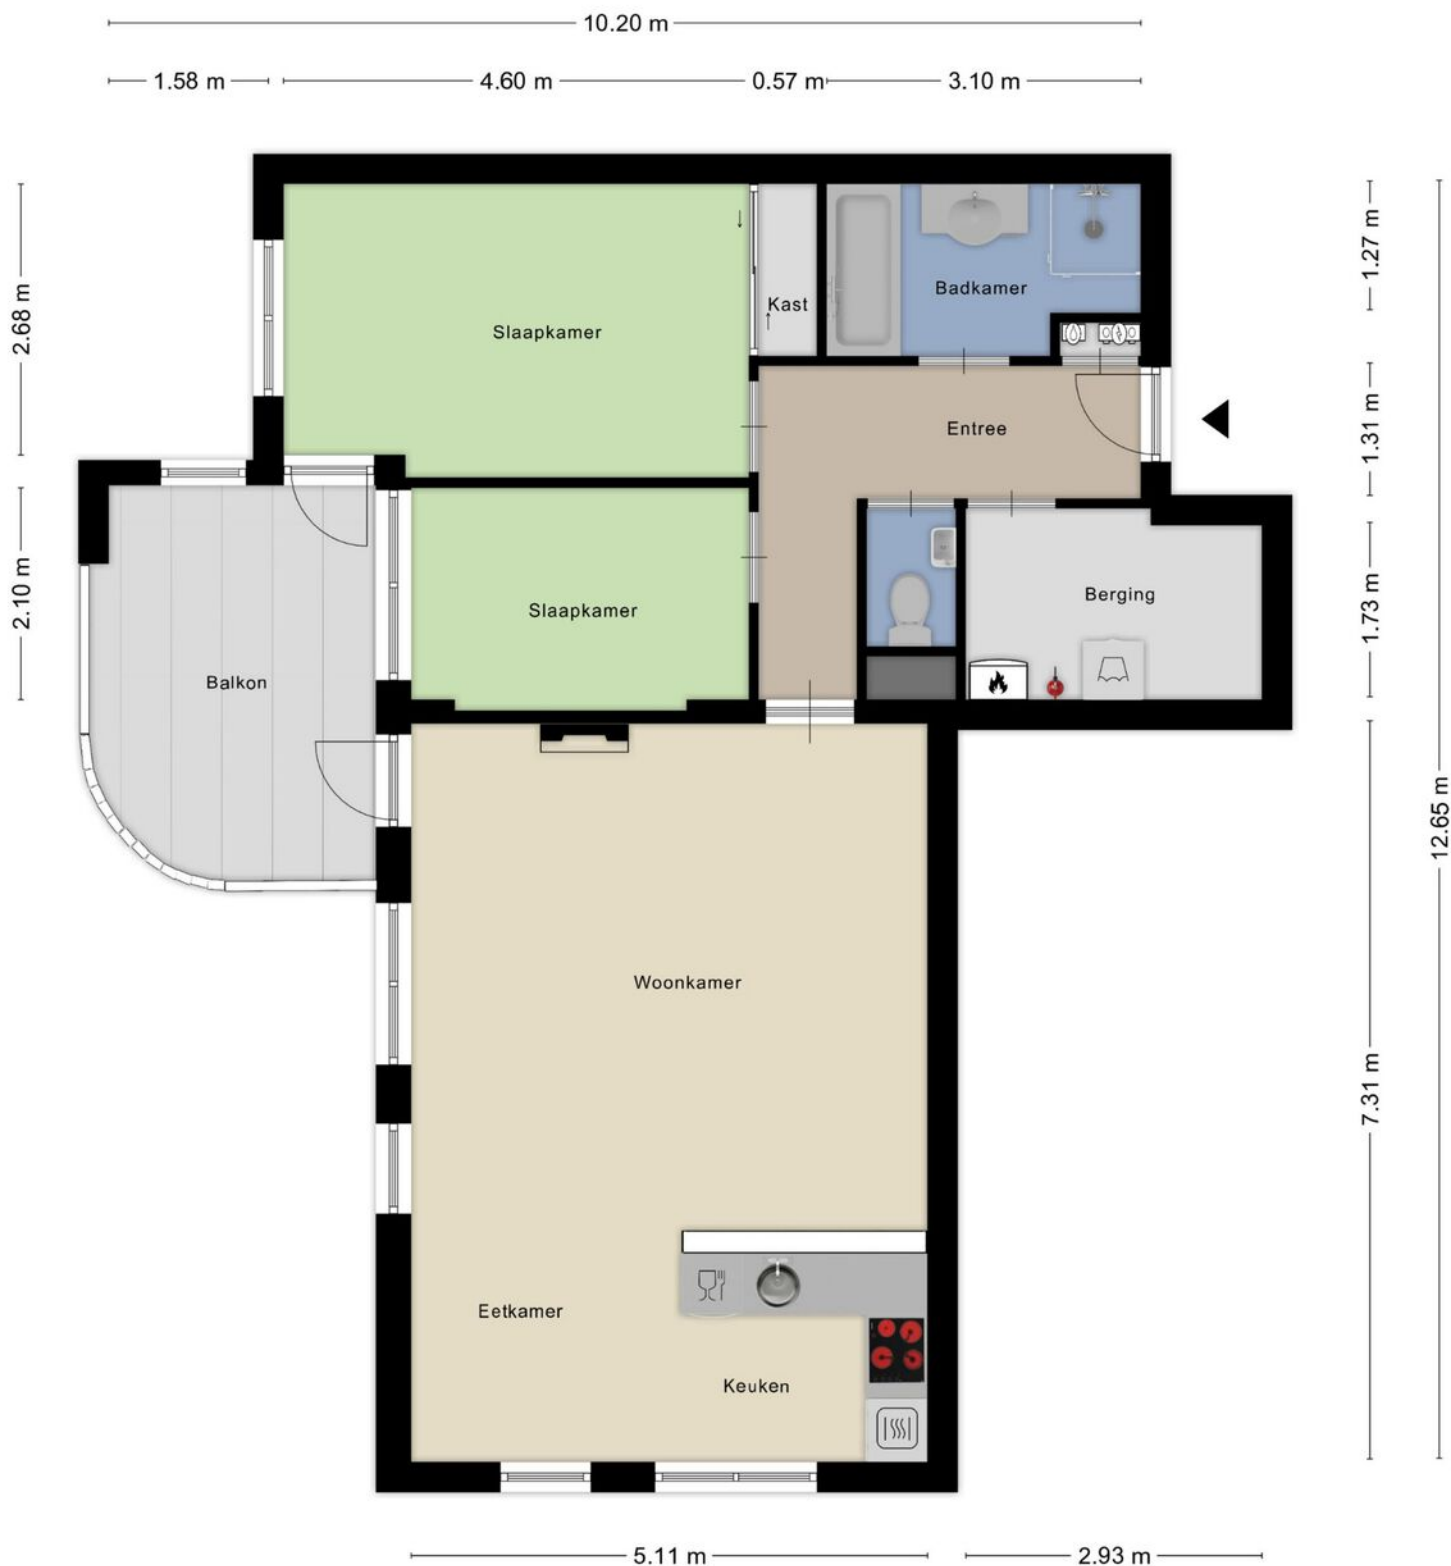 10.20 m
1.58 m
4.60 m
0.57 m
3.10 m
2.68 m
1.27 m
Slaapkamer
Kast
Badkamer
Entree
1.31 m
12.65 m
2.10 m
Slaapkamer
Berging
1.73 m
Balkon
Woonkamer
7.31 m
Eetkamer
Keuken
5.11 m
2.93 m